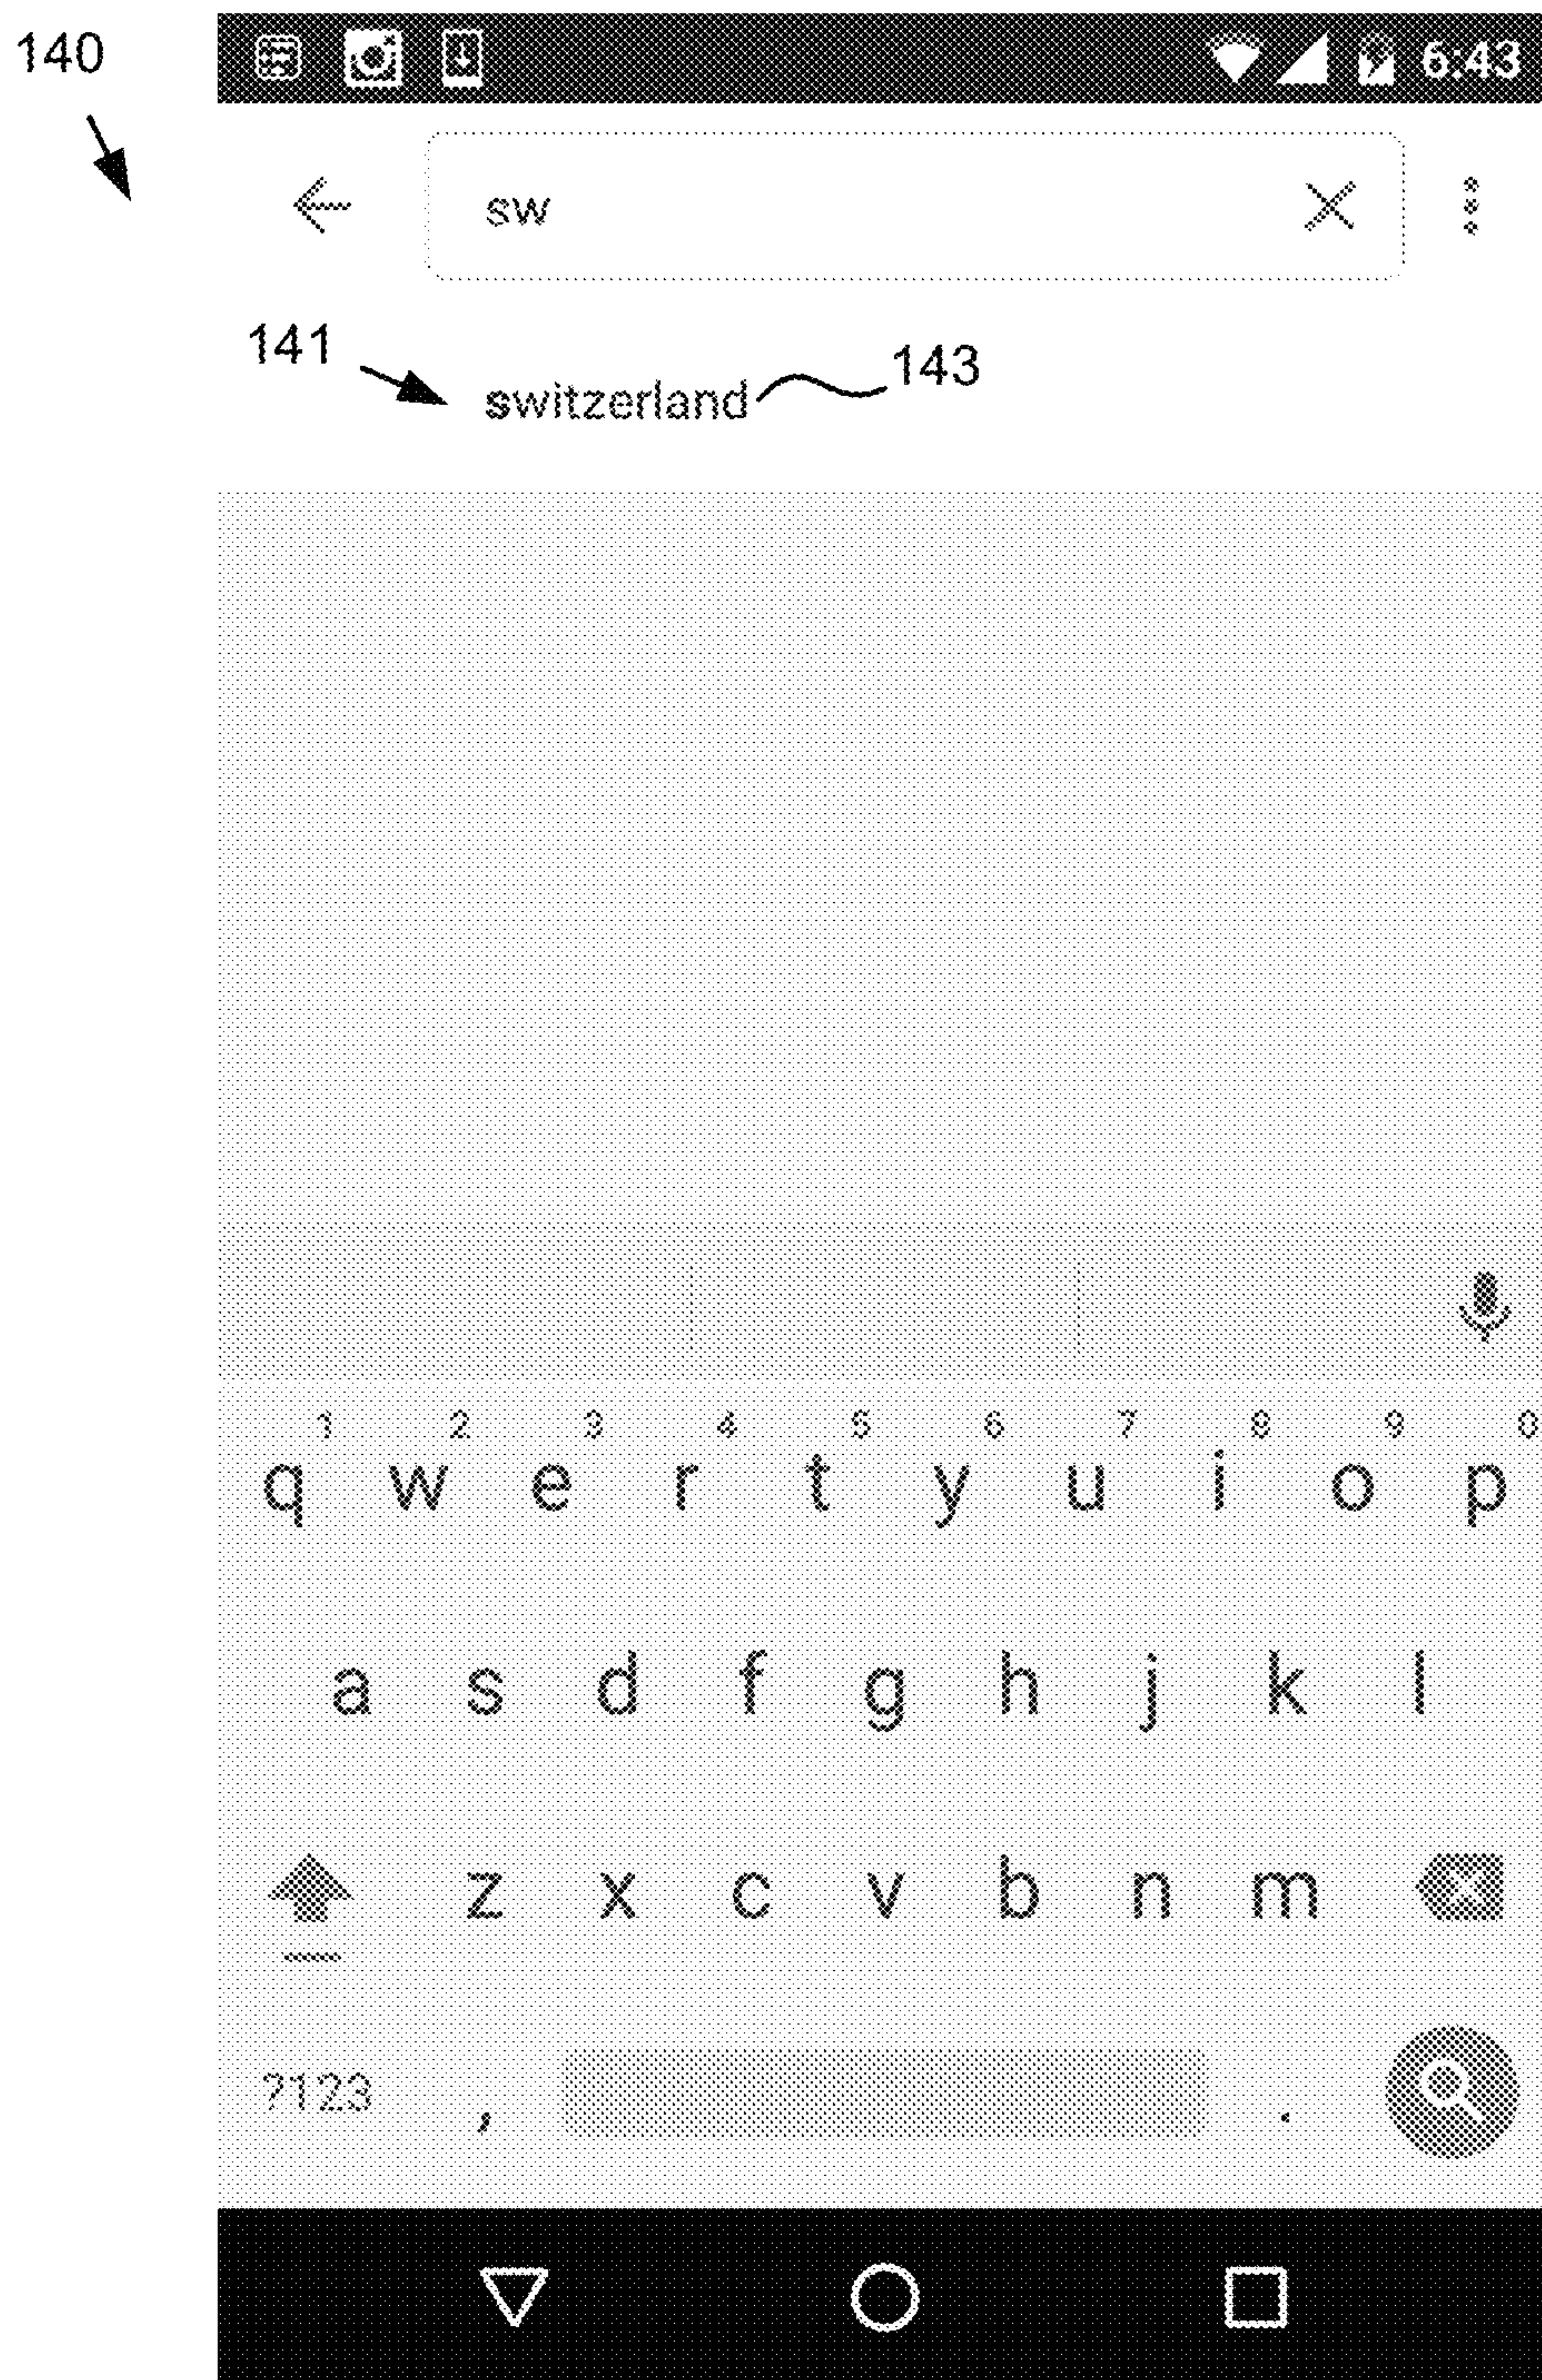 140
6:43
sw
141
143
switzerland
1 2 3 4 5 6 7 8 9 0
q w e r t y u i o p
a s d f g h j k l
z x c v b n m
?123 , .